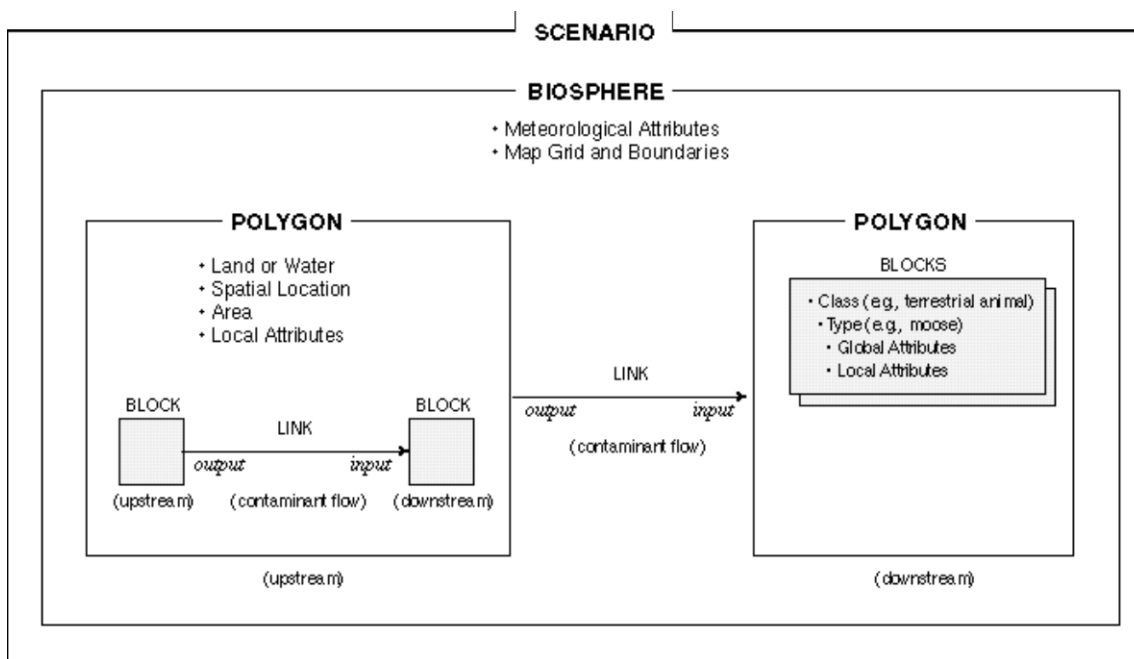 SCENARIO
BIOSPHERE
• Meteorological Attributes
• Map Grid and Boundaries
POLYGON
• Land or Water
• Spatial Location
• Area
• Local Attributes
BLOCK
LINK
BLOCK
output
input
(upstream)
(contaminant flow)
(downstream)
(upstream)
LINK
output
input
(contaminant flow)
POLYGON
BLOCKS
• Class (e.g., terrestrial animal)
• Type (e.g., moose)
• Global Attributes
• Local Attributes
(downstream)